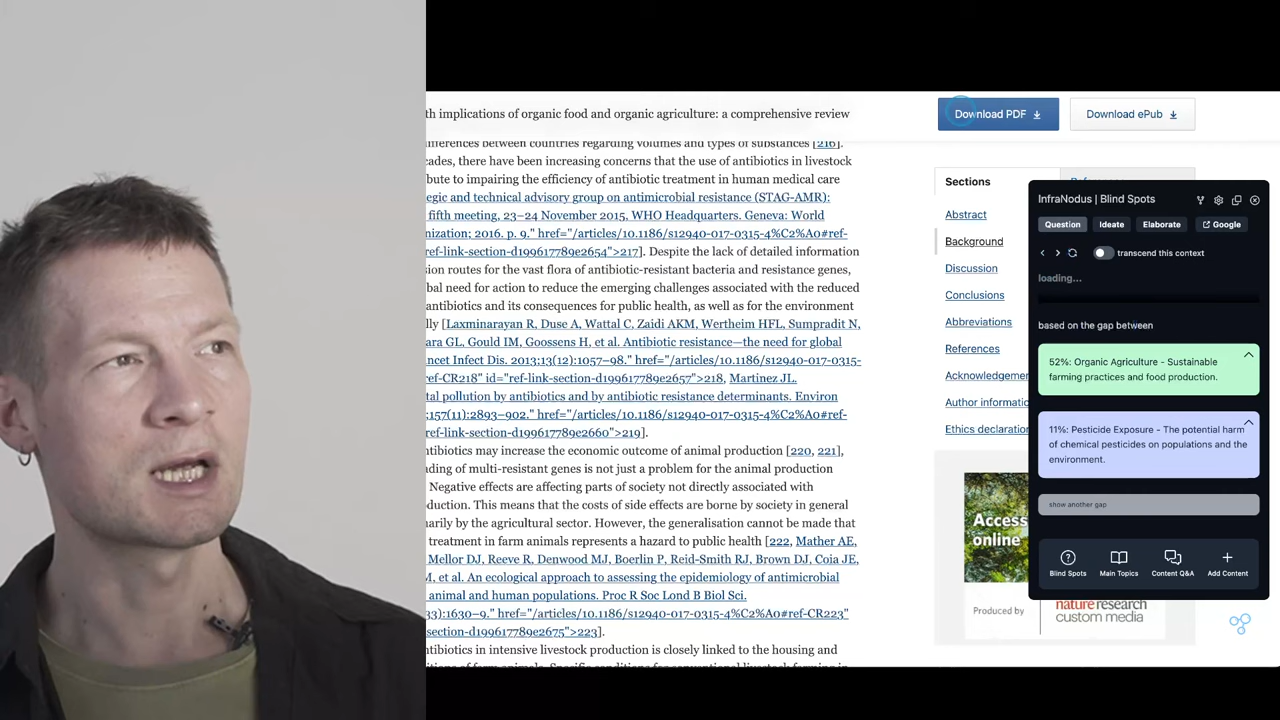 th implications of organic food and organic agriculture: a comprehensive review
Download PDF
Download ePub
ifferences between countries regarding volumes and types of substances [216].
cades, there have been increasing concerns that the use of antibiotics in livestock
bute to impairing the efficiency of antibiotic treatment in human medical care
egic and technical advisory group on antimicrobial resistance (STAG-AMR):
fifth meeting, 23–24 November 2015, WHO Headquarters. Geneva: World
nization; 2016. p. 9." href="/articles/10.1186/s12940-017-0315-4%C2%A0#ref-
ref-link-section-d199617789e2654">217]. Despite the lack of detailed information
sion routes for the vast flora of antibiotic-resistant bacteria and resistance genes,
bal need for action to reduce the emerging challenges associated with the reduced
antibiotics and its consequences for public health, as well as for the environment
lly [Laxminarayan R, Duse A, Wattal C, Zaidi AKM, Wertheim HFL, Sumpradit N,
ara GL, Gould IM, Goossens H, et al. Antibiotic resistance—the need for global
ncet Infect Dis. 2013;13(12):1057–98." href="/articles/10.1186/s12940-017-0315-
ref-CR218" id="ref-link-section-d199617789e2657">218, Martinez JL.
tal pollution by antibiotics and by antibiotic resistance determinants. Environ
;157(11):2893–902." href="/articles/10.1186/s12940-017-0315-4%C2%A0#ref-
ref-link-section-d199617789e2660">219].
ntibiotics may increase the economic outcome of animal production [220, 221],
ading of multi-resistant genes is not just a problem for the animal production
Negative effects are affecting parts of society not directly associated with
duction. This means that the costs of side effects are borne by society in general
marily by the agricultural sector. However, the generalisation cannot be made that
treatment in farm animals represents a hazard to public health [222, Mather AE,
Mellor DJ, Reeve R, Denwood MJ, Boerlin P, Reid-Smith RJ, Brown DJ, Coia JE,
M, et al. An ecological approach to assessing the epidemiology of antimicrobial
animal and human populations. Proc R Soc Lond B Biol Sci.
33):1630–9." href="/articles/10.1186/s12940-017-0315-4%C2%A0#ref-CR223"
-section-d199617789e2675">223].
ntibiotics in intensive livestock production is closely linked to the housing and
Sections
Abstract
Background
Discussion
Conclusions
Abbreviations
References
Acknowledgemen
Author informatio
Ethics declaration
Access
online
Produced by
nature research
custom media
InfraNodus | Blind Spots
Question
Ideate
Elaborate
Google
transcend this context
loading...
based on the gap between
52%: Organic Agriculture - Sustainable
farming practices and food production.
11%: Pesticide Exposure - The potential harm
of chemical pesticides on populations and the
environment.
show another gap
Blind Spots
Main Topics
Content Q&A
Add Content